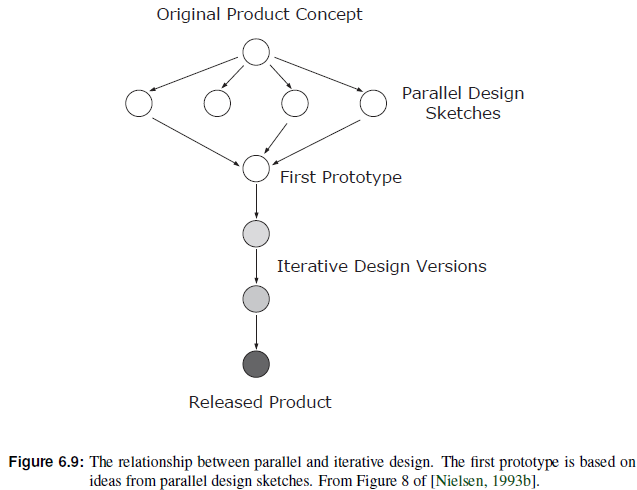 Original Product Concept
Parallel Design
Sketches
First Prototype
Iterative Design Versions
Released Product
Figure 6.9: The relationship between parallel and iterative design. The first prototype is based on
ideas from parallel design sketches. From Figure 8 of [Nielsen, 1993b].